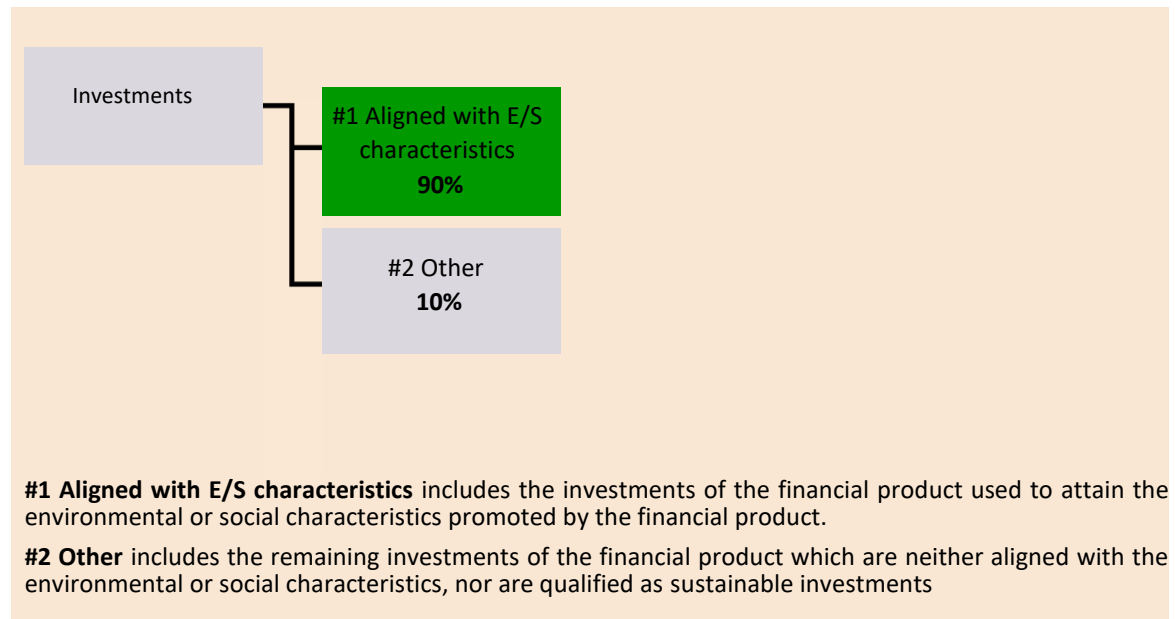 Investments
#1 Aligned with E/S
characteristics
90%
#2 Other
10%
#1 Aligned with E/S characteristics includes the investments of the financial product used to attain the
environmental or social characteristics promoted by the financial product.
#2 Other includes the remaining investments of the financial product which are neither aligned with the
environmental or social characteristics, nor are qualified as sustainable investments